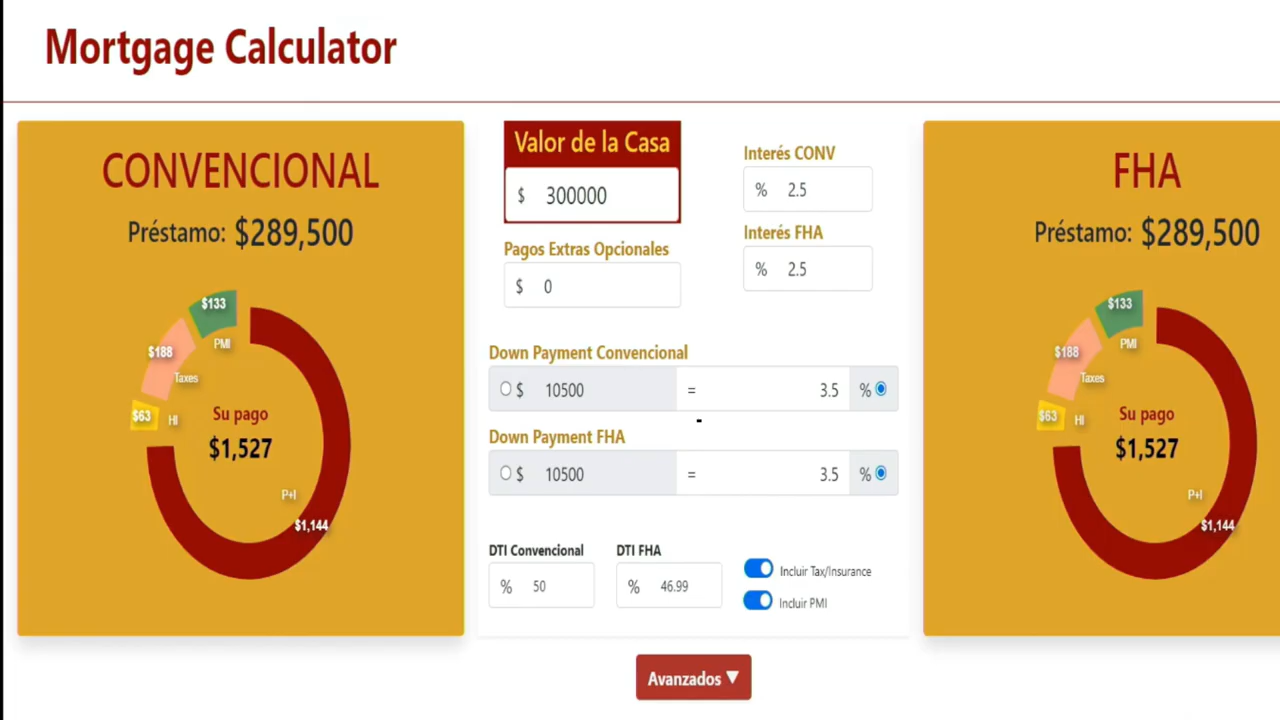 Mortgage Calculator
CONVENCIONAL
Préstamo: $289,500
$133
PMI
$188
Taxes
$63
HI
Su pago
$1,527
P+I
$1,144
Valor de la Casa
$ 300000
Pagos Extras Opcionales
$ 0
Interés CONV
% 2.5
Interés FHA
% 2.5
Down Payment Convencional
$ 10500 = 3.5 %
Down Payment FHA
$ 10500 = 3.5 %
DTI Convencional
% 50
DTI FHA
% 46.99
Incluir Tax/Insurance
Incluir PMI
Avanzados ▼
FHA
Préstamo: $289,500
$133
PMI
$188
Taxes
$63
HI
Su pago
$1,527
P+I
$1,144